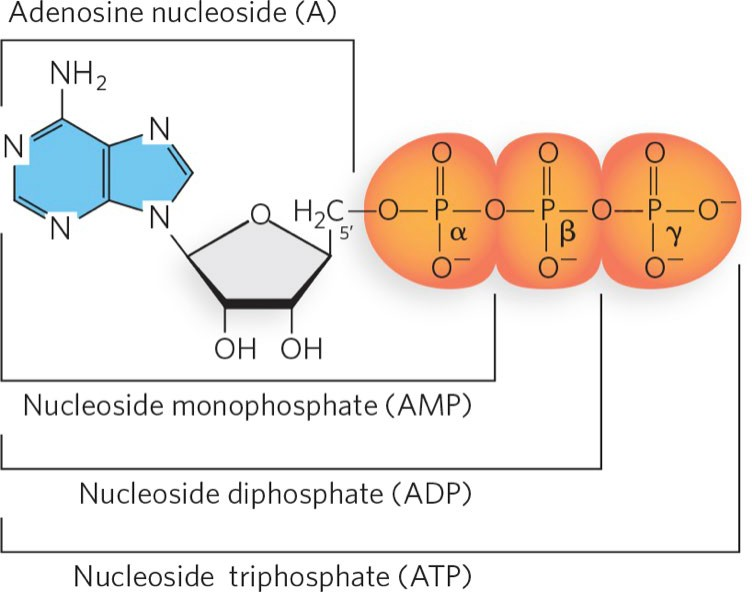 Adenosine nucleoside (A)
NH₂
N
N
N
N
O
H₂C
5′
O
P
O
P
O
P
O⁻
O
O
O
α
β
γ
O⁻
O⁻
O⁻
OH OH
Nucleoside monophosphate (AMP)
Nucleoside diphosphate (ADP)
Nucleoside triphosphate (ATP)